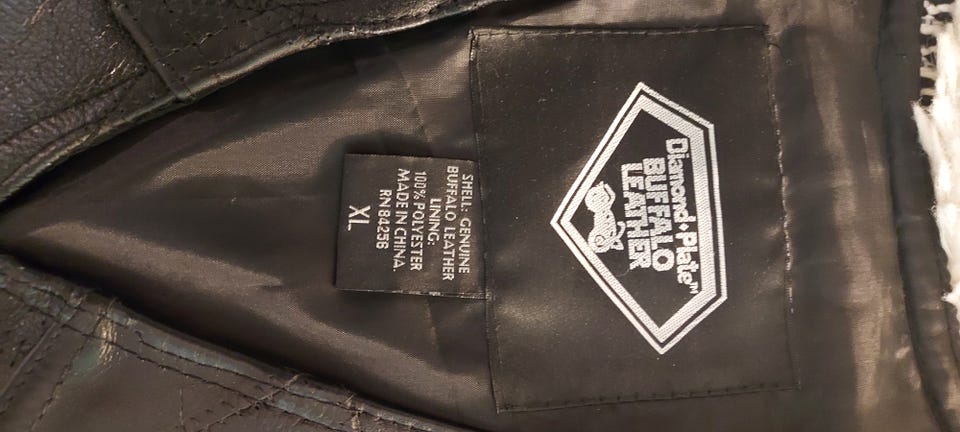 Diamond♦Plate™
BUFFALO
LEATHER
SHELL: GENUINE
BUFFALO LEATHER
LINING:
100% POLYESTER
MADE IN CHINA.
RN 84256
XL